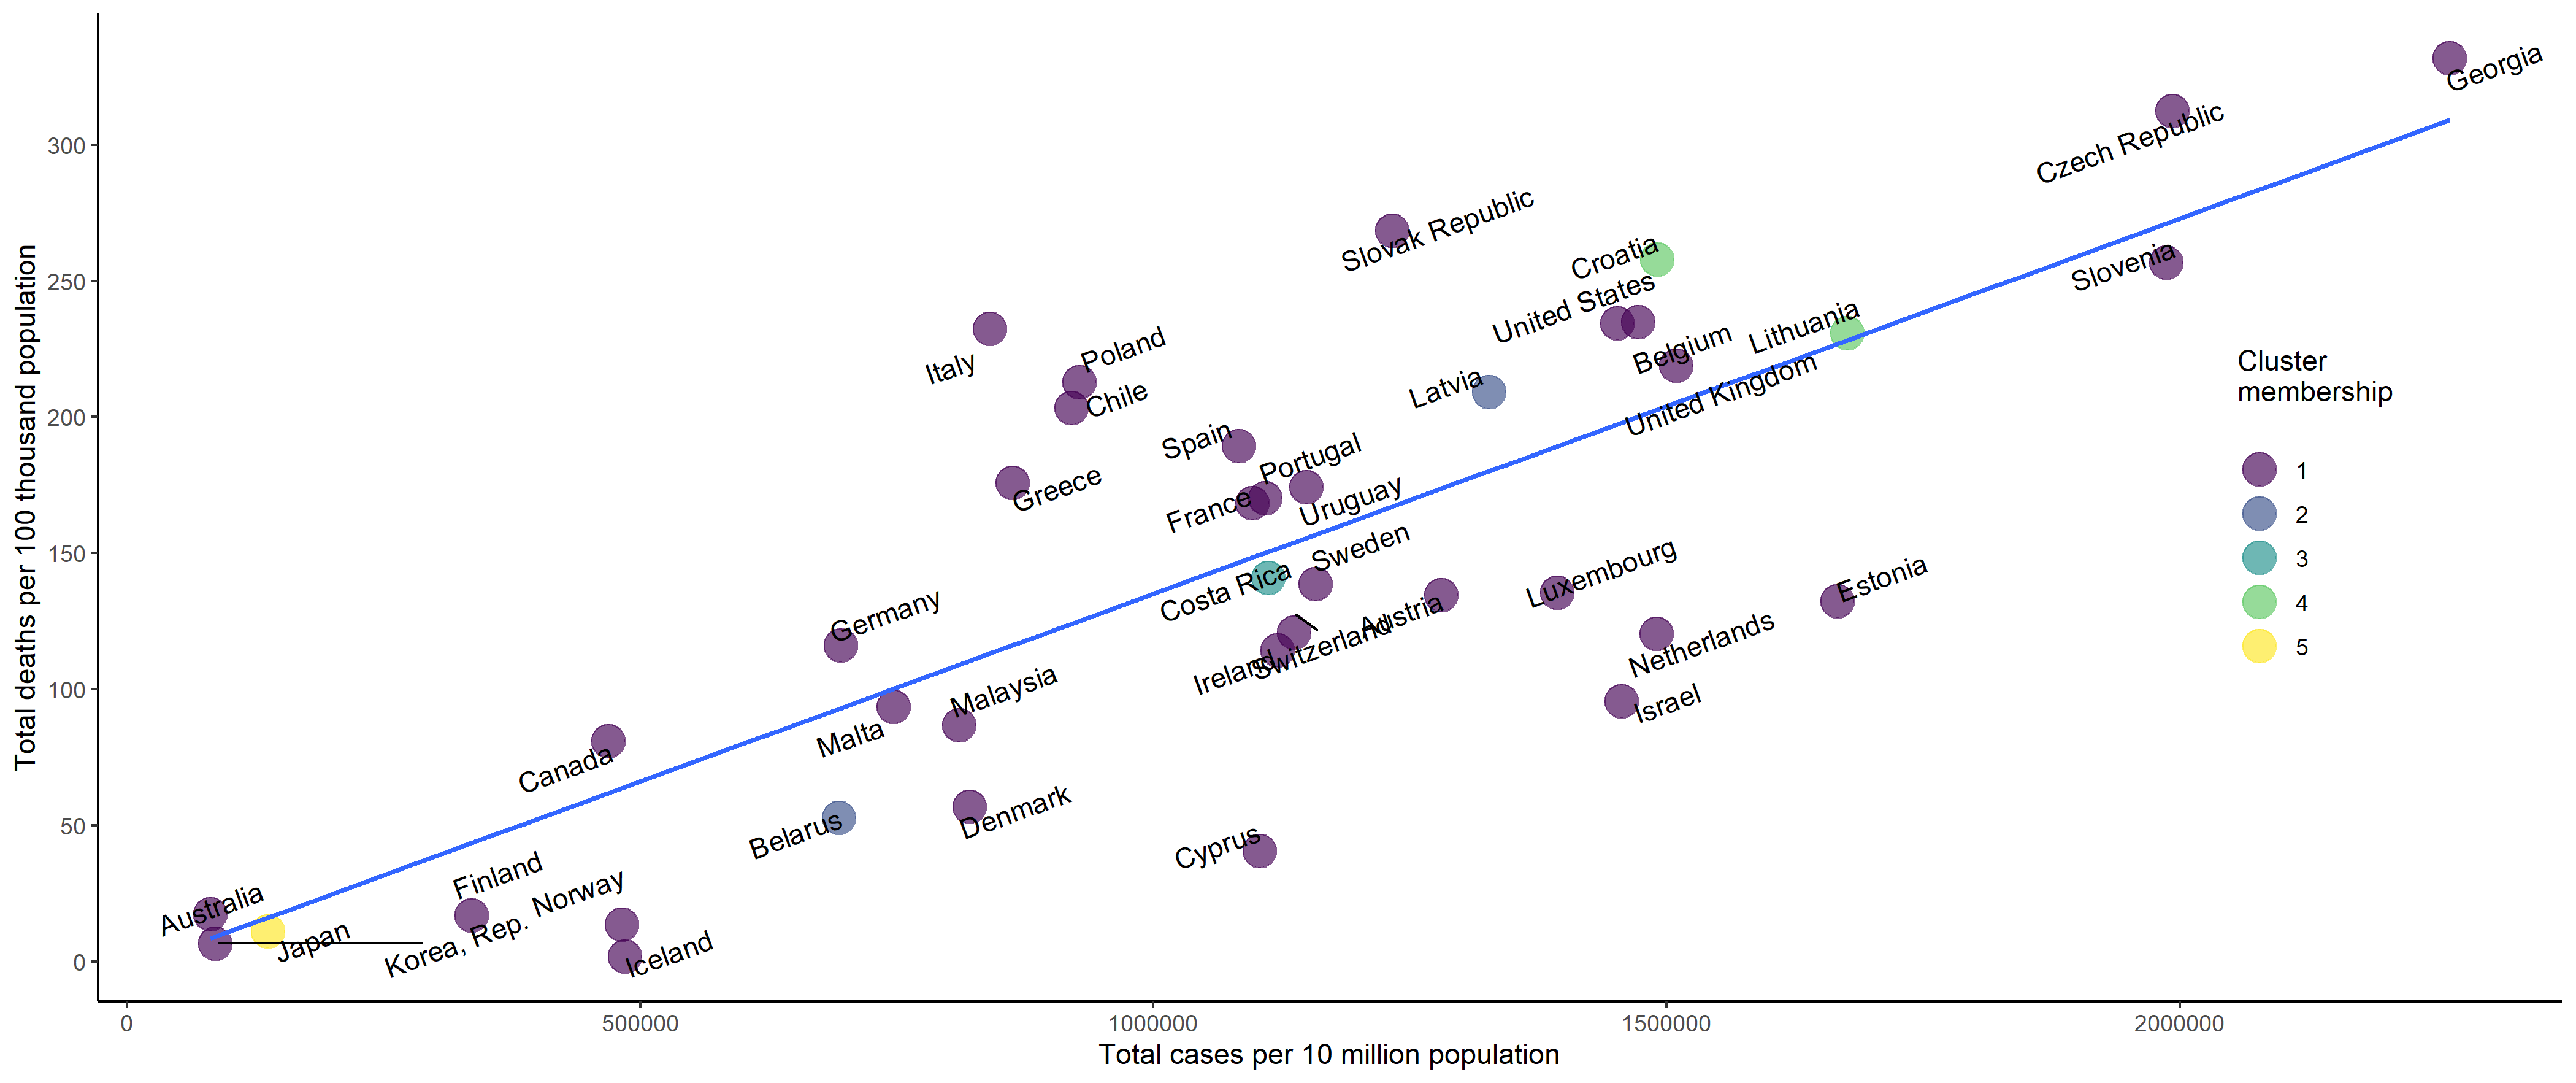 Georgia
Czech Republic
Slovak Republic
Slovenia
Croatia
United States
Lithuania
Belgium
United Kingdom
Italy
Poland
Chile
Latvia
Spain
Portugal
Greece
France
Uruguay
Sweden
Costa Rica
Luxembourg
Estonia
Austria
Germany
Switzerland
Ireland
Netherlands
Malaysia
Israel
Malta
Canada
Denmark
Belarus
Cyprus
Finland
Norway
Australia
Korea, Rep.
Japan
Iceland
Cluster
membership
1
2
3
4
5
300
250
200
150
100
50
0
Total deaths per 100 thousand population
0
500000
1000000
1500000
2000000
Total cases per 10 million population